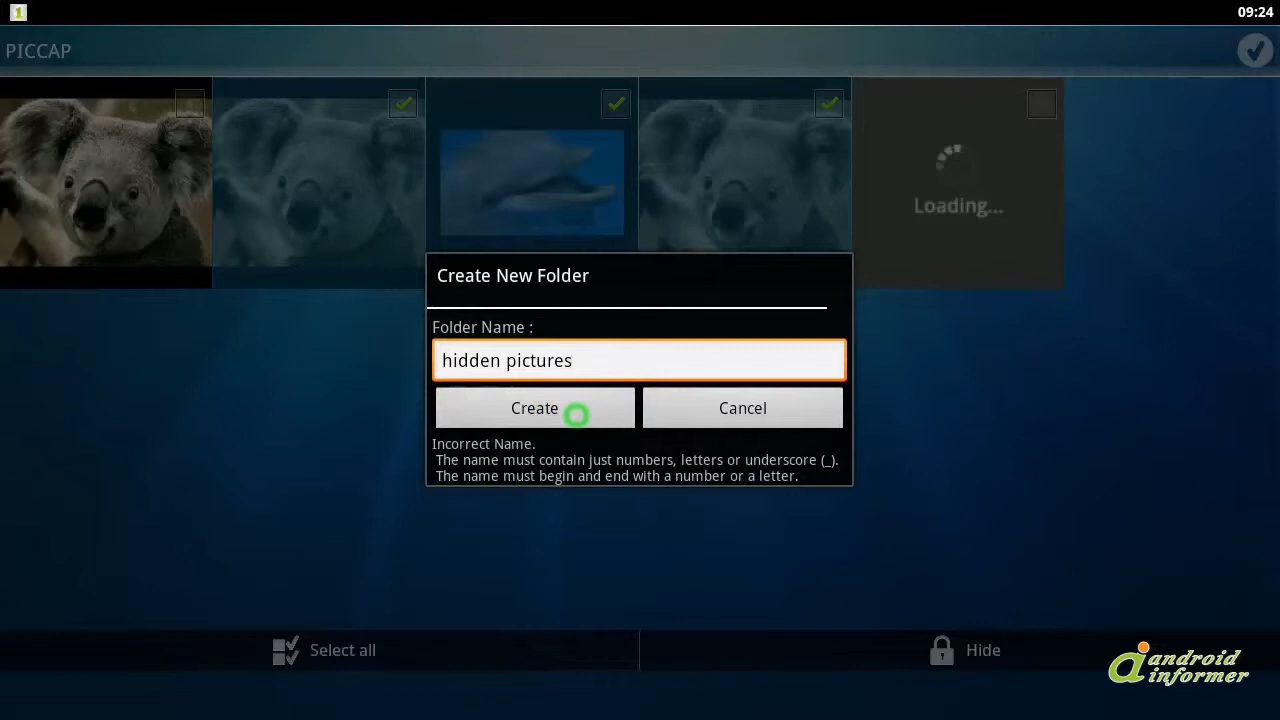 1
09:24
PICCAP
Loading...
Create New Folder
Folder Name :
hidden pictures
Create
Cancel
Incorrect Name.
The name must contain just numbers, letters or underscore (_).
The name must begin and end with a number or a letter.
Select all
Hide
android
informer